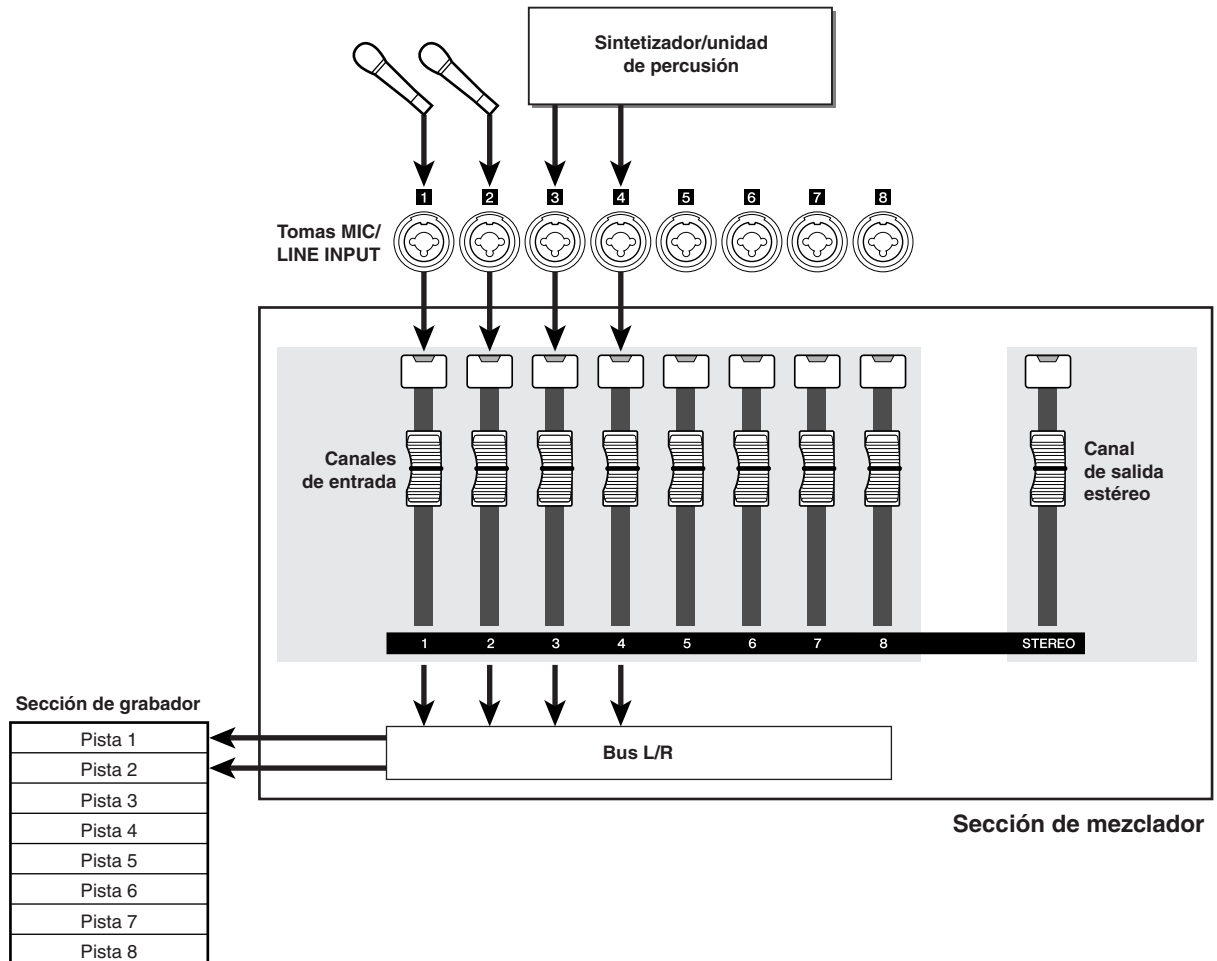 Sintetizador/unidad
de percusión
1 2 3 4 5 6 7 8
Tomas MIC/
LINE INPUT
Canales
de entrada
Canal
de salida
estéreo
1 2 3 4 5 6 7 8 STEREO
Sección de grabador
Pista 1
Pista 2
Pista 3
Pista 4
Pista 5
Pista 6
Pista 7
Pista 8
Bus L/R
Sección de mezclador